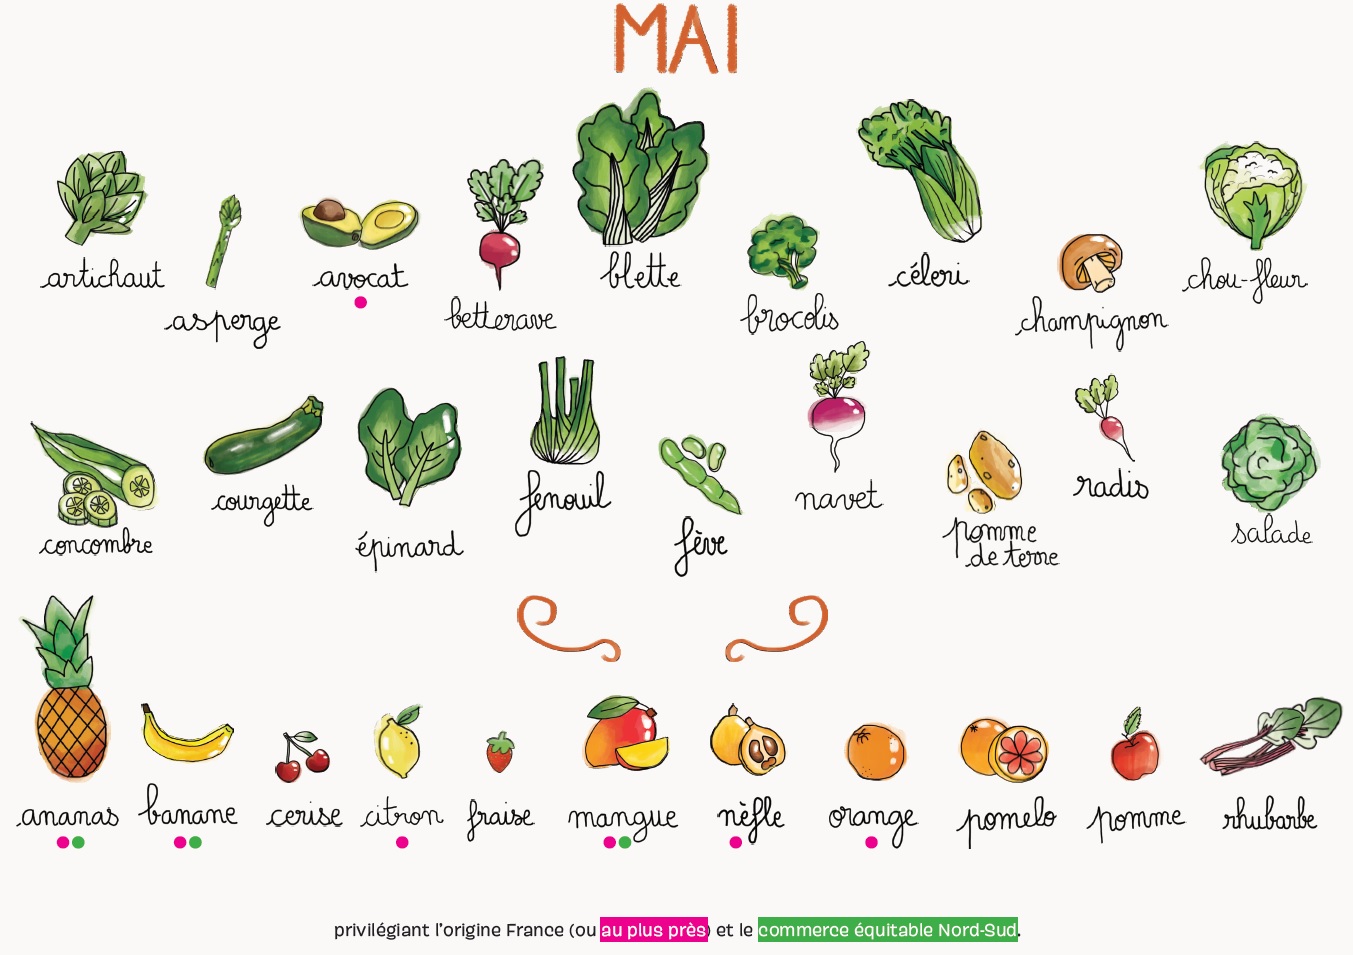 MAI
artichaut
asperge
avocat
betterave
blette
brocolis
céleri
champignon
chou-fleur
concombre
courgette
épinard
fenouil
fève
navet
pomme
de terre
radis
salade
ananas
banane
cerise
citron
fraise
mangue
nèfle
orange
pomelo
pomme
rhubarbe
privilégiant l'origine France (ou au plus près) et le commerce équitable Nord-Sud.